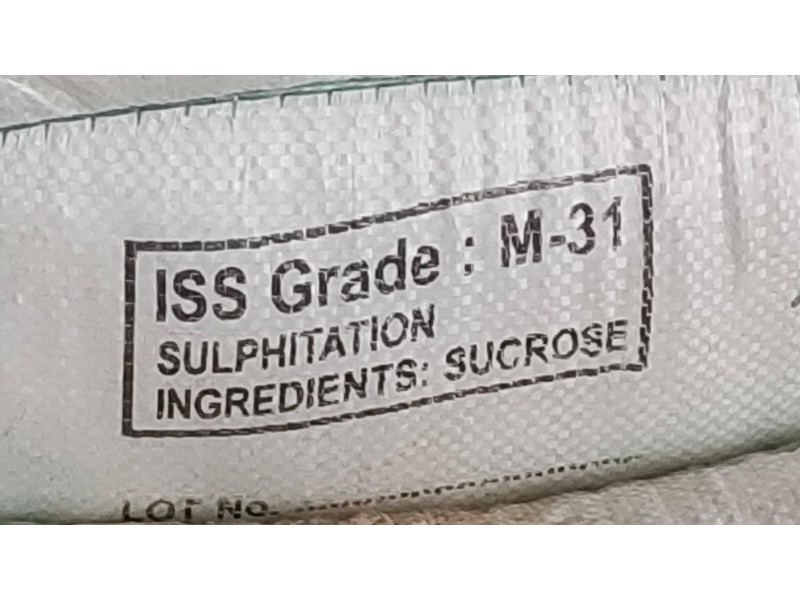 ISS Grade : M-31
SULPHITATION
INGREDIENTS: SUCROSE
LOT No.